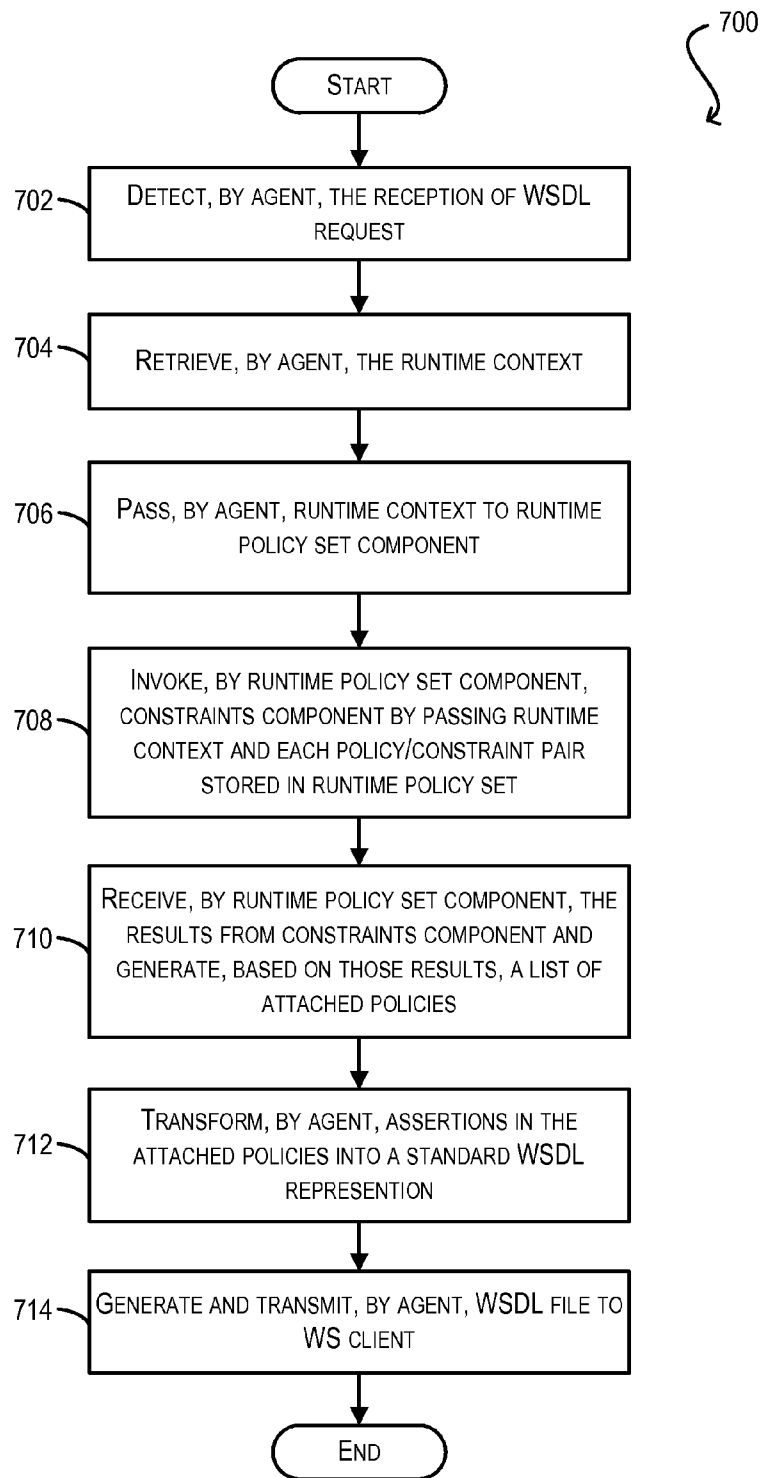 700
START
702
DETECT, BY AGENT, THE RECEPTION OF WSDL
REQUEST
704
RETRIEVE, BY AGENT, THE RUNTIME CONTEXT
706
PASS, BY AGENT, RUNTIME CONTEXT TO RUNTIME
POLICY SET COMPONENT
708
INVOKE, BY RUNTIME POLICY SET COMPONENT,
CONSTRAINTS COMPONENT BY PASSING RUNTIME
CONTEXT AND EACH POLICY/CONSTRAINT PAIR
STORED IN RUNTIME POLICY SET
710
RECEIVE, BY RUNTIME POLICY SET COMPONENT, THE
RESULTS FROM CONSTRAINTS COMPONENT AND
GENERATE, BASED ON THOSE RESULTS, A LIST OF
ATTACHED POLICIES
712
TRANSFORM, BY AGENT, ASSERTIONS IN THE
ATTACHED POLICIES INTO A STANDARD WSDL
REPRESENTION
714
GENERATE AND TRANSMIT, BY AGENT, WSDL FILE TO
WS CLIENT
END